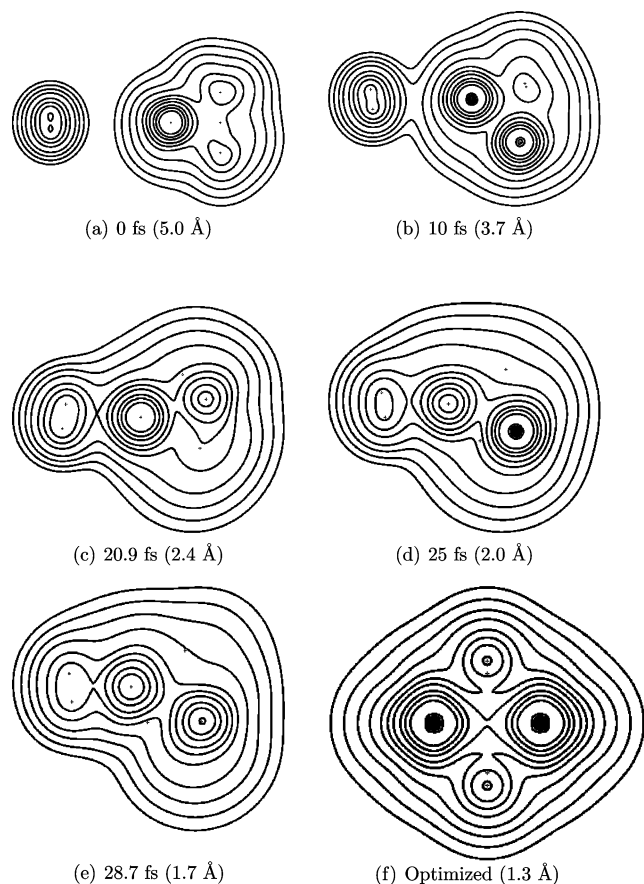 (a) 0 fs (5.0 Å)
(b) 10 fs (3.7 Å)
(c) 20.9 fs (2.4 Å)
(d) 25 fs (2.0 Å)
(e) 28.7 fs (1.7 Å)
(f) Optimized (1.3 Å)